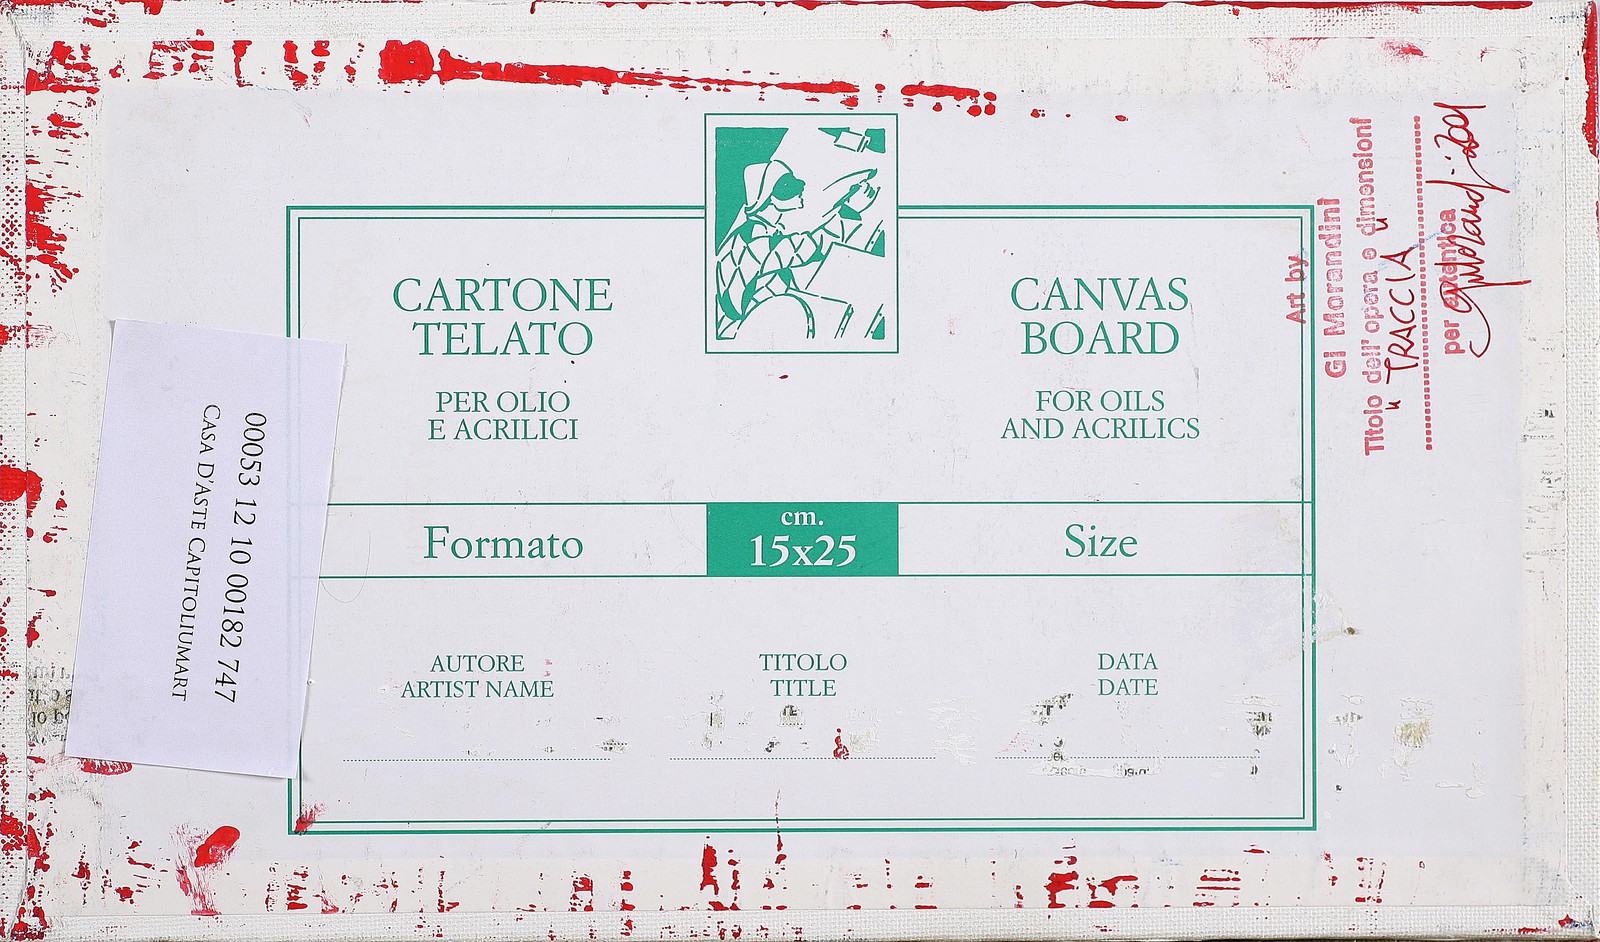 CARTONE
TELATO
PER OLIO
E ACRILICI
CANVAS
BOARD
FOR OILS
AND ACRILICS
Formato
cm.
15x25
Size
AUTORE
ARTIST NAME
TITOLO
TITLE
DATA
DATE
00053 12 10 00182 747
CASA D'ASTE CAPITOLIUMART
Art by
Gi Morandini
Titolo dell'opera e dimensioni
"TRACCIA"
per autentica